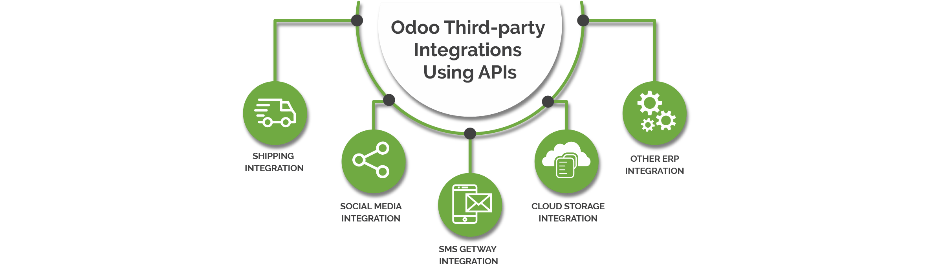 Odoo Third-party
Integrations
Using APIs
SHIPPING
INTEGRATION
SOCIAL MEDIA
INTEGRATION
SMS GETWAY
INTEGRATION
CLOUD STORAGE
INTEGRATION
OTHER ERP
INTEGRATION